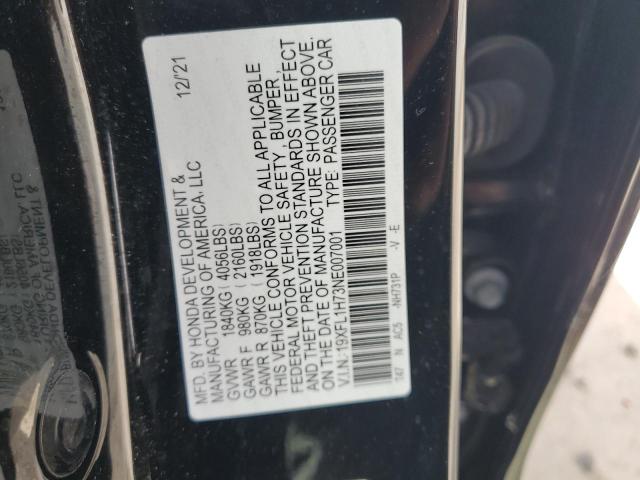 MFD. BY HONDA DEVELOPMENT & 12/'21
MANUFACTURING OF AMERICA, LLC
GVWR 1840KG ( 4056LBS)
GAWR F 980KG ( 2160LBS)
GAWR R 870KG ( 1918LBS)
THIS VEHICLE CONFORMS TO ALL APPLICABLE
FEDERAL MOTOR VEHICLE SAFETY, BUMPER,
AND THEFT PREVENTION STANDARDS IN EFFECT
ON THE DATE OF MANUFACTURE SHOWN ABOVE.
V.I.N.:19XFL1H73NE007001 TYPE: PASSENGER CAR
147 N AC5 -NH731P -V -E